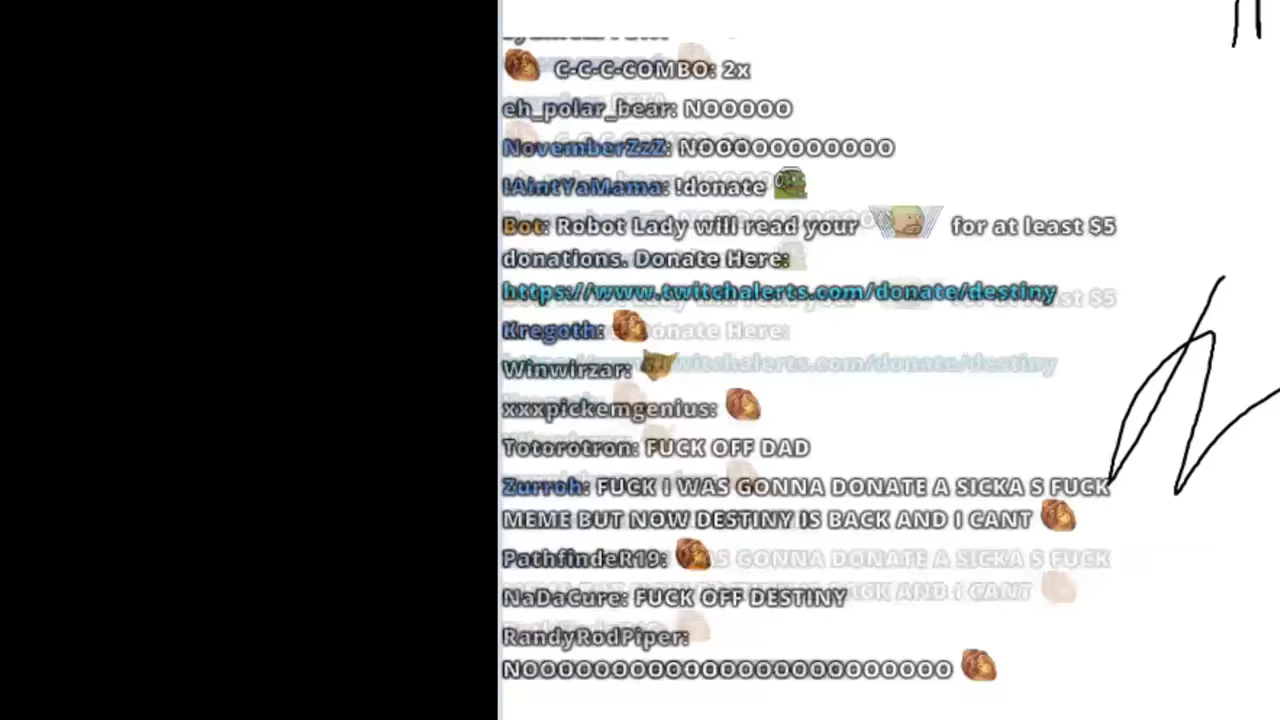 C-C-C-COMBO: 2x
eh_polar_bear: NOOOOO
NovemberZzZ: NOOOOOOOOOOO
IAintYaMama: !donate
Bot: Robot Lady will read your for at least $5
donations. Donate Here:
https://www.twitchalerts.com/donate/destiny
Kregoth:
Winwirzar:
xxxpickemgenius:
Totorotron: FUCK OFF DAD
Zurroh: FUCK I WAS GONNA DONATE A SICKA S FUCK
MEME BUT NOW DESTINY IS BACK AND I CANT
PathfindeR19:
NaDaCure: FUCK OFF DESTINY
RandyRodPiper:
NOOOOOOOOOOOOOOOOOOOOOOO